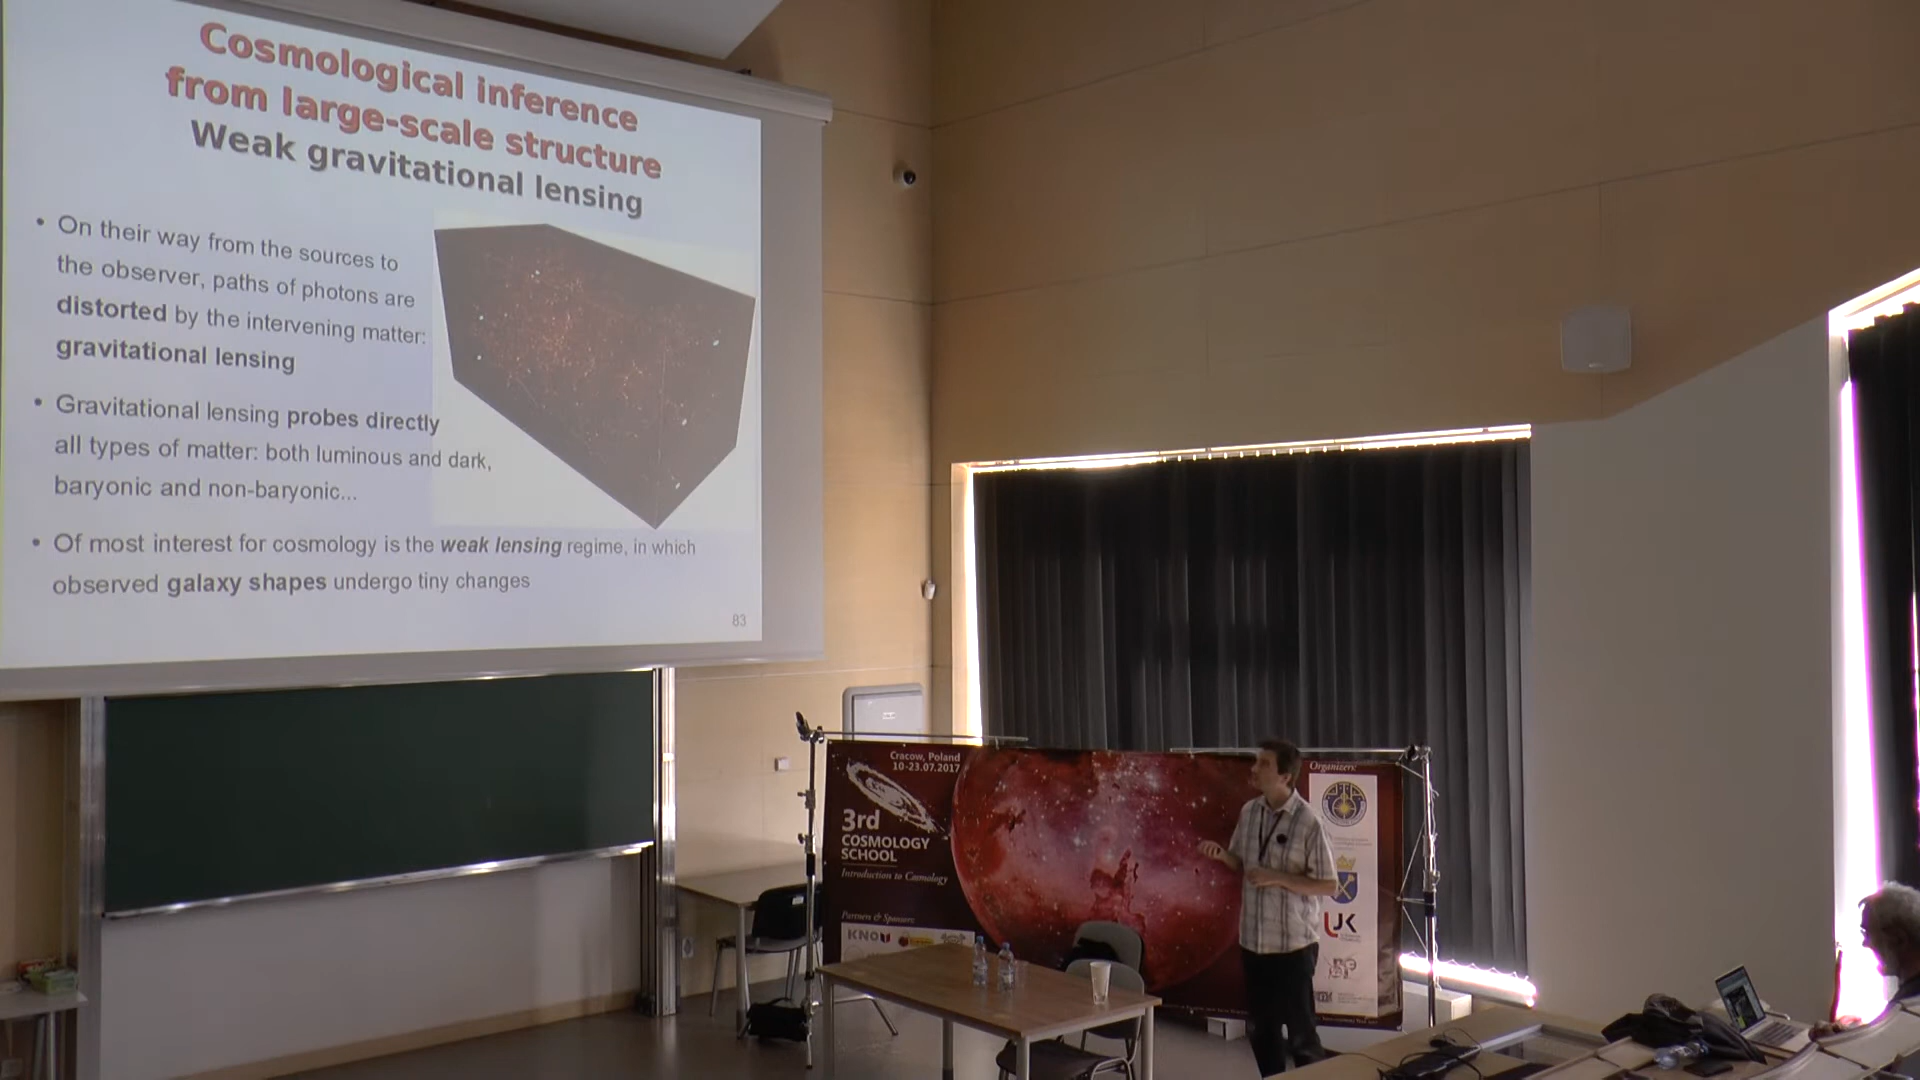 Cosmological inference
from large-scale structure
Weak gravitational lensing
• On their way from the sources to
the observer, paths of photons are
distorted by the intervening matter:
gravitational lensing
• Gravitational lensing probes directly
all types of matter: both luminous and dark,
baryonic and non-baryonic...
• Of most interest for cosmology is the weak lensing regime, in which
observed galaxy shapes undergo tiny changes
83
Cracow, Poland
10-23.07.2017
3rd
COSMOLOGY
SCHOOL
Introduction to Cosmology
Partners & Sponsors:
KNOW
Organizers:
UJK